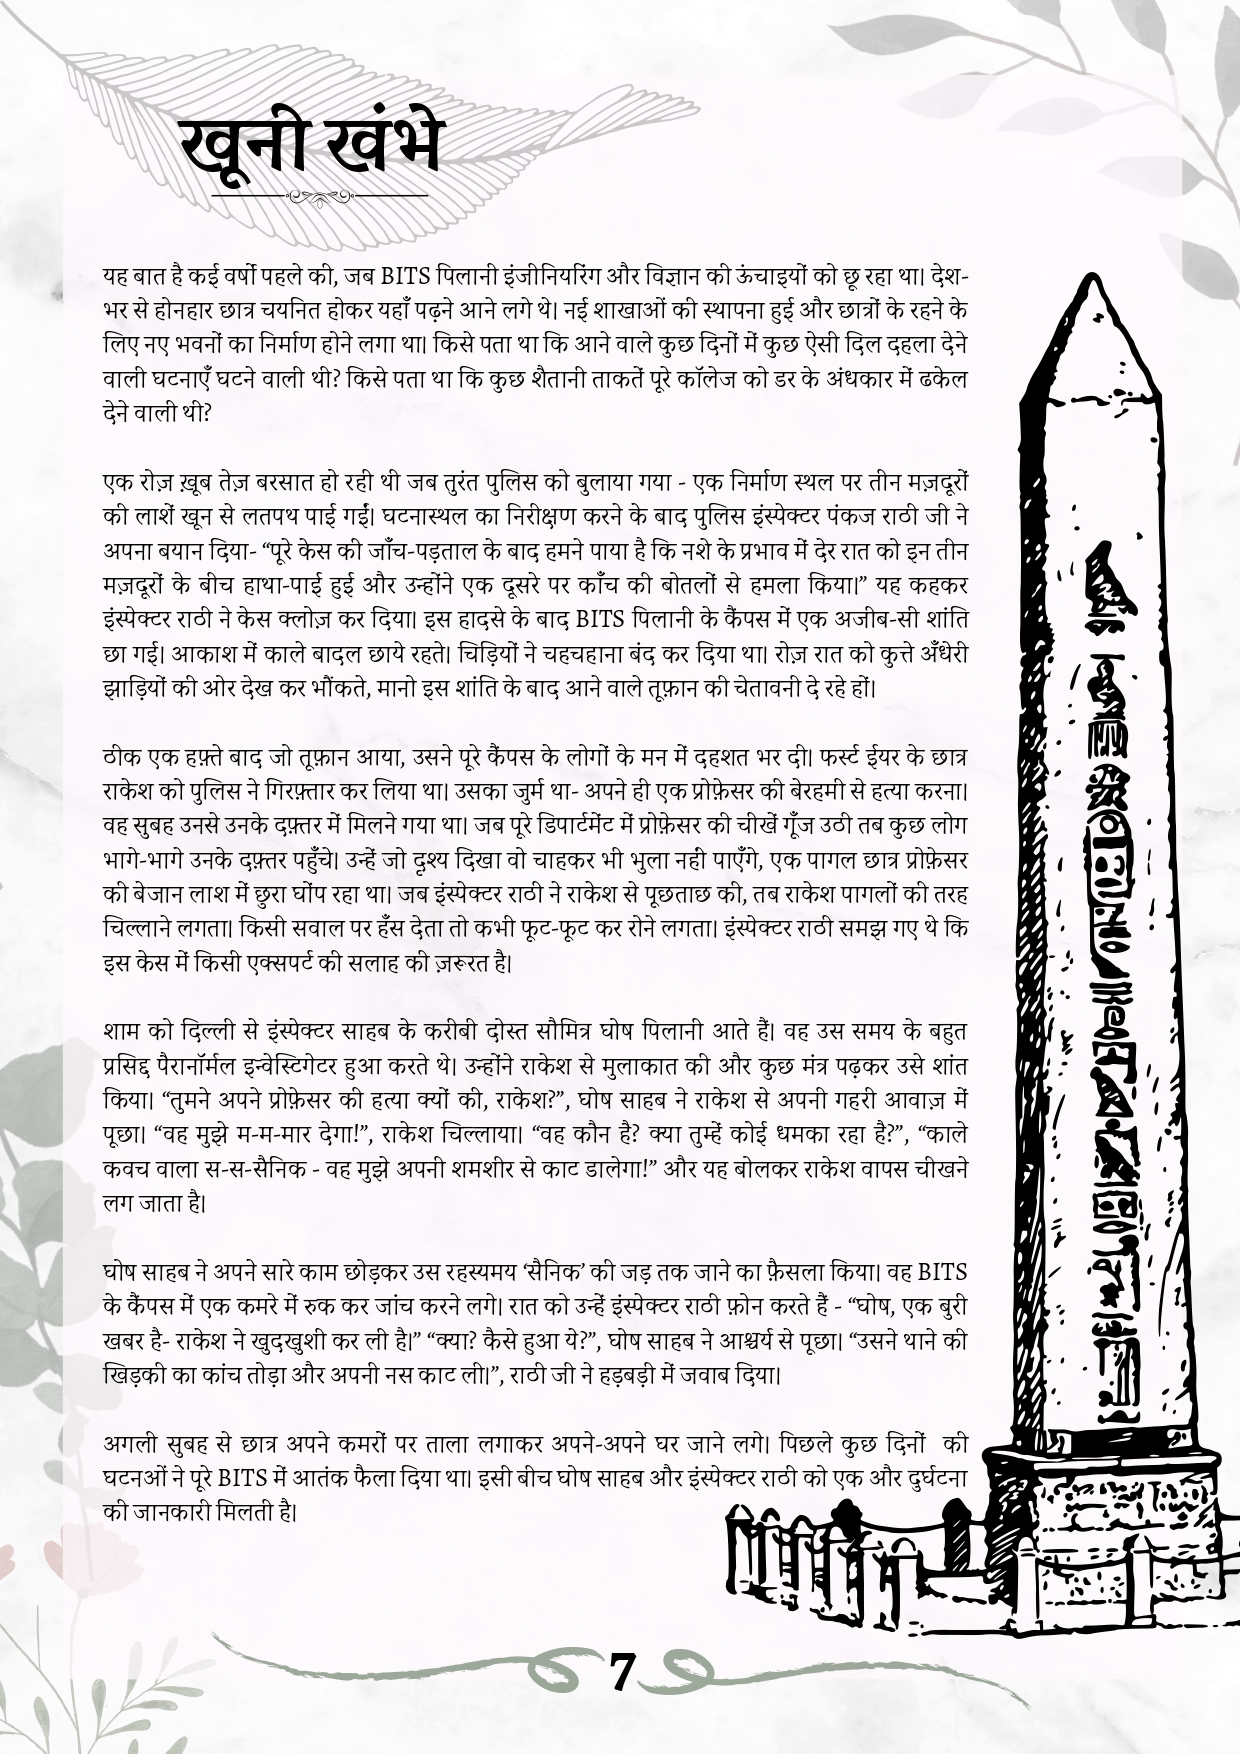 खूनी खंभे
यह बात है कई वर्षों पहले की, जब BITS पिलानी इंजीनियरिंग और विज्ञान की ऊंचाइयों को छू रहा था। देश-
भर से होनहार छात्र चयनित होकर यहाँ पढ़ने आने लगे थे। नई शाखाओं की स्थापना हुई और छात्रों के रहने के
लिए नए भवनों का निर्माण होने लगा था। किसे पता था कि आने वाले कुछ दिनों में कुछ ऐसी दिल दहला देने
वाली घटनाएँ घटने वाली थी? किसे पता था कि कुछ शैतानी ताकतें पूरे कॉलेज को डर के अंधकार में ढकेल
देने वाली थी?
एक रोज़ ख़ूब तेज़ बरसात हो रही थी जब तुरंत पुलिस को बुलाया गया - एक निर्माण स्थल पर तीन मज़दूरों
की लाशें खून से लतपथ पाई गईं। घटनास्थल का निरीक्षण करने के बाद पुलिस इंस्पेक्टर पंकज राठी जी ने
अपना बयान दिया- “पूरे केस की जाँच-पड़ताल के बाद हमने पाया है कि नशे के प्रभाव में देर रात को इन तीन
मज़दूरों के बीच हाथा-पाई हुई और उन्होंने एक दूसरे पर काँच की बोतलों से हमला किया।” यह कहकर
इंस्पेक्टर राठी ने केस क्लोज़ कर दिया। इस हादसे के बाद BITS पिलानी के कैंपस में एक अजीब-सी शांति
छा गई। आकाश में काले बादल छाये रहते। चिड़ियों ने चहचहाना बंद कर दिया था। रोज़ रात को कुत्ते अँधेरी
झाड़ियों की ओर देख कर भौंकते, मानो इस शांति के बाद आने वाले तूफ़ान की चेतावनी दे रहे हों।
ठीक एक हफ़्ते बाद जो तूफ़ान आया, उसने पूरे कैंपस के लोगों के मन में दहशत भर दी। फर्स्ट ईयर के छात्र
राकेश को पुलिस ने गिरफ़्तार कर लिया था। उसका जुर्म था- अपने ही एक प्रोफ़ेसर की बेरहमी से हत्या करना।
वह सुबह उनसे उनके दफ़्तर में मिलने गया था। जब पूरे डिपार्टमेंट में प्रोफ़ेसर की चीखें गूँज उठी तब कुछ लोग
भागे-भागे उनके दफ़्तर पहुँचे। उन्हें जो दृश्य दिखा वो चाहकर भी भुला नहीं पाएँगे, एक पागल छात्र प्रोफ़ेसर
की बेजान लाश में छुरा घोंप रहा था। जब इंस्पेक्टर राठी ने राकेश से पूछताछ की, तब राकेश पागलों की तरह
चिल्लाने लगता। किसी सवाल पर हँस देता तो कभी फूट-फूट कर रोने लगता। इंस्पेक्टर राठी समझ गए थे कि
इस केस में किसी एक्सपर्ट की सलाह की ज़रूरत है।
शाम को दिल्ली से इंस्पेक्टर साहब के करीबी दोस्त सौमित्र घोष पिलानी आते हैं। वह उस समय के बहुत
प्रसिद्द पैरानॉर्मल इन्वेस्टिगेटर हुआ करते थे। उन्होंने राकेश से मुलाकात की और कुछ मंत्र पढ़कर उसे शांत
किया। “तुमने अपने प्रोफ़ेसर की हत्या क्यों की, राकेश?”, घोष साहब ने राकेश से अपनी गहरी आवाज़ में
पूछा। “वह मुझे म-म-मार देगा!”, राकेश चिल्लाया। “वह कौन है? क्या तुम्हें कोई धमका रहा है?”, “काले
कवच वाला स-स-सैनिक - वह मुझे अपनी शमशीर से काट डालेगा!” और यह बोलकर राकेश वापस चीखने
लग जाता है।
घोष साहब ने अपने सारे काम छोड़कर उस रहस्यमय ‘सैनिक’ की जड़ तक जाने का फ़ैसला किया। वह BITS
के कैंपस में एक कमरे में रुक कर जांच करने लगे। रात को उन्हें इंस्पेक्टर राठी फ़ोन करते हैं - “घोष, एक बुरी
खबर है- राकेश ने खुदखुशी कर ली है।” “क्या? कैसे हुआ ये?”, घोष साहब ने आश्चर्य से पूछा। “उसने थाने की
खिड़की का कांच तोड़ा और अपनी नस काट ली।”, राठी जी ने हड़बड़ी में जवाब दिया।
अगली सुबह से छात्र अपने कमरों पर ताला लगाकर अपने-अपने घर जाने लगे। पिछले कुछ दिनों की
घटनओं ने पूरे BITS में आतंक फैला दिया था। इसी बीच घोष साहब और इंस्पेक्टर राठी को एक और दुर्घटना
की जानकारी मिलती है।
7